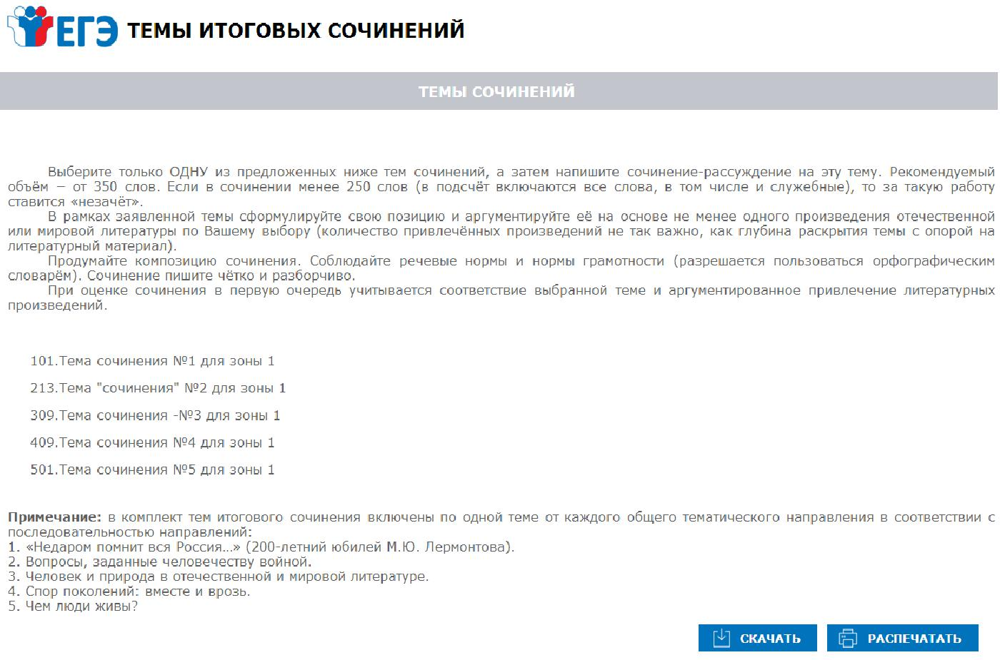 ЕГЭ ТЕМЫ ИТОГОВЫХ СОЧИНЕНИЙ
ТЕМЫ СОЧИНЕНИЙ
Выберите только ОДНУ из предложенных ниже тем сочинений, а затем напишите сочинение-рассуждение на эту тему. Рекомендуемый
объём – от 350 слов. Если в сочинении менее 250 слов (в подсчёт включаются все слова, в том числе и служебные), то за такую работу
ставится «незачёт».
В рамках заявленной темы сформулируйте свою позицию и аргументируйте её на основе не менее одного произведения отечественной
или мировой литературы по Вашему выбору (количество привлечённых произведений не так важно, как глубина раскрытия темы с опорой на
литературный материал).
Продумайте композицию сочинения. Соблюдайте речевые нормы и нормы грамотности (разрешается пользоваться орфографическим
словарём). Сочинение пишите чётко и разборчиво.
При оценке сочинения в первую очередь учитывается соответствие выбранной теме и аргументированное привлечение литературных
произведений.
101.Тема сочинения №1 для зоны 1
213.Тема "сочинения" №2 для зоны 1
309.Тема сочинения -№3 для зоны 1
409.Тема сочинения №4 для зоны 1
501.Тема сочинения №5 для зоны 1
Примечание: в комплект тем итогового сочинения включены по одной теме от каждого общего тематического направления в соответствии с
последовательностью направлений:
1. «Недаром помнит вся Россия…» (200-летний юбилей М.Ю. Лермонтова).
2. Вопросы, заданные человечеству войной.
3. Человек и природа в отечественной и мировой литературе.
4. Спор поколений: вместе и врозь.
5. Чем люди живы?
СКАЧАТЬ РАСПЕЧАТАТЬ